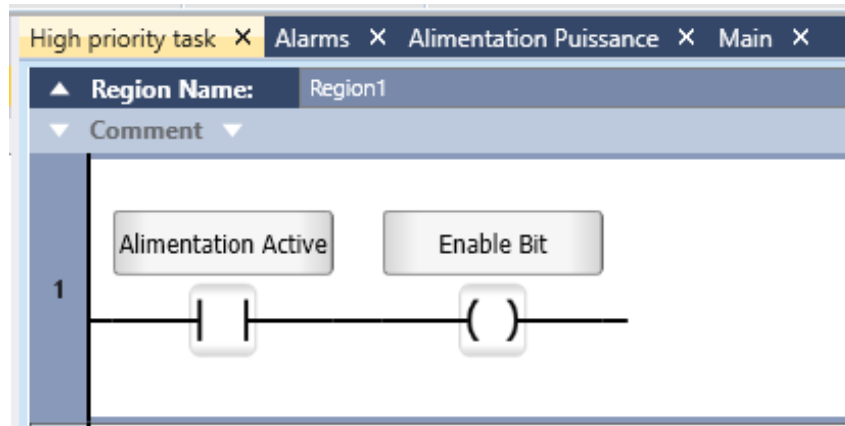 High priority task × Alarms × Alimentation Puissance × Main ×
Region Name: Region1
Comment
Alimentation Active Enable Bit
1